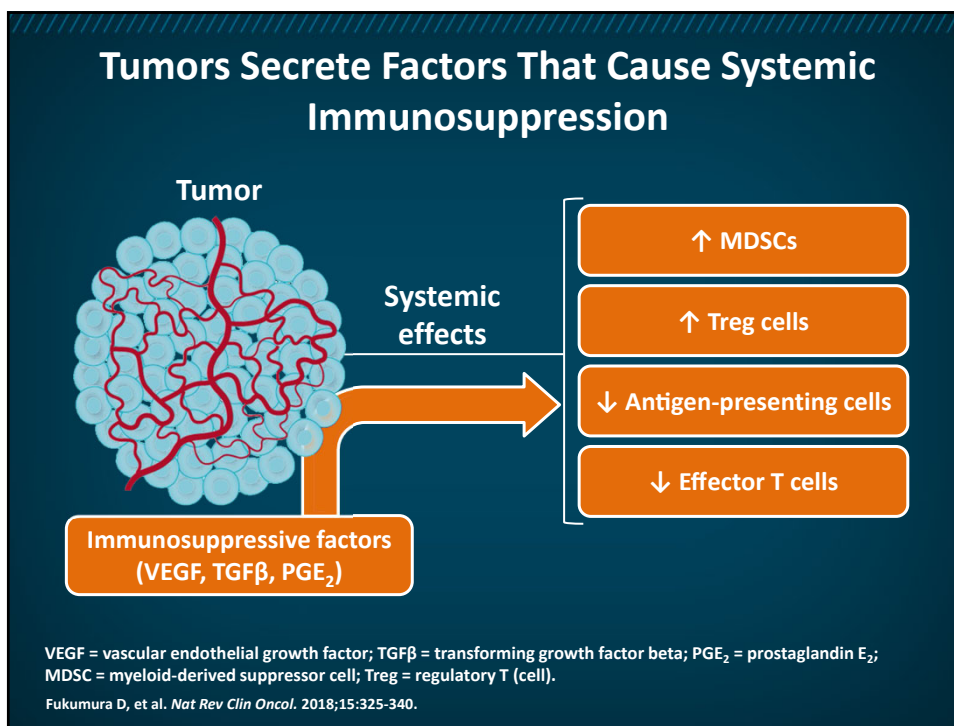 Tumors Secrete Factors That Cause Systemic
Immunosuppression
Tumor
Systemic
effects
↑ MDSCs
↑ Treg cells
↓ Antigen-presenting cells
↓ Effector T cells
Immunosuppressive factors
(VEGF, TGFβ, PGE₂)
VEGF = vascular endothelial growth factor; TGFβ = transforming growth factor beta; PGE₂ = prostaglandin E₂;
MDSC = myeloid-derived suppressor cell; Treg = regulatory T (cell).
Fukumura D, et al. Nat Rev Clin Oncol. 2018;15:325-340.